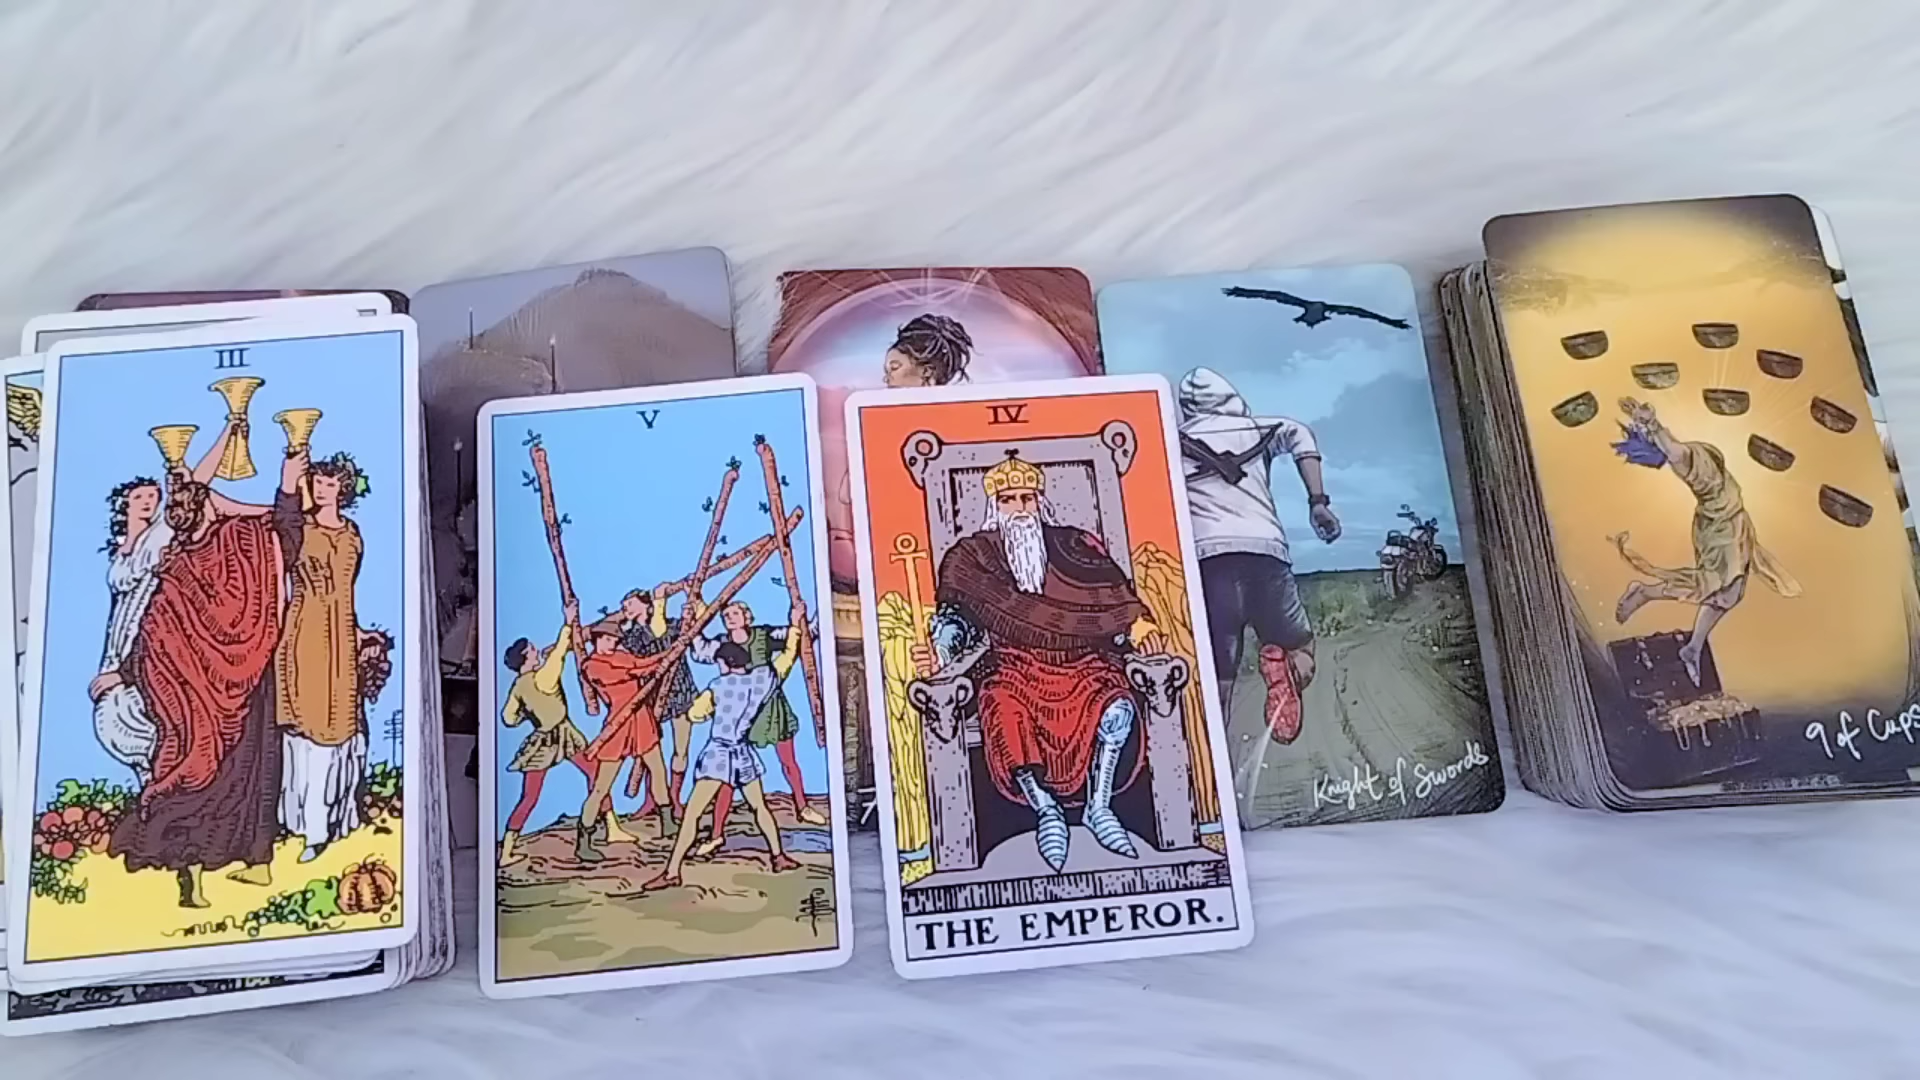 III
V
IV
THE EMPEROR.
Knight of Swords
9 of Cups